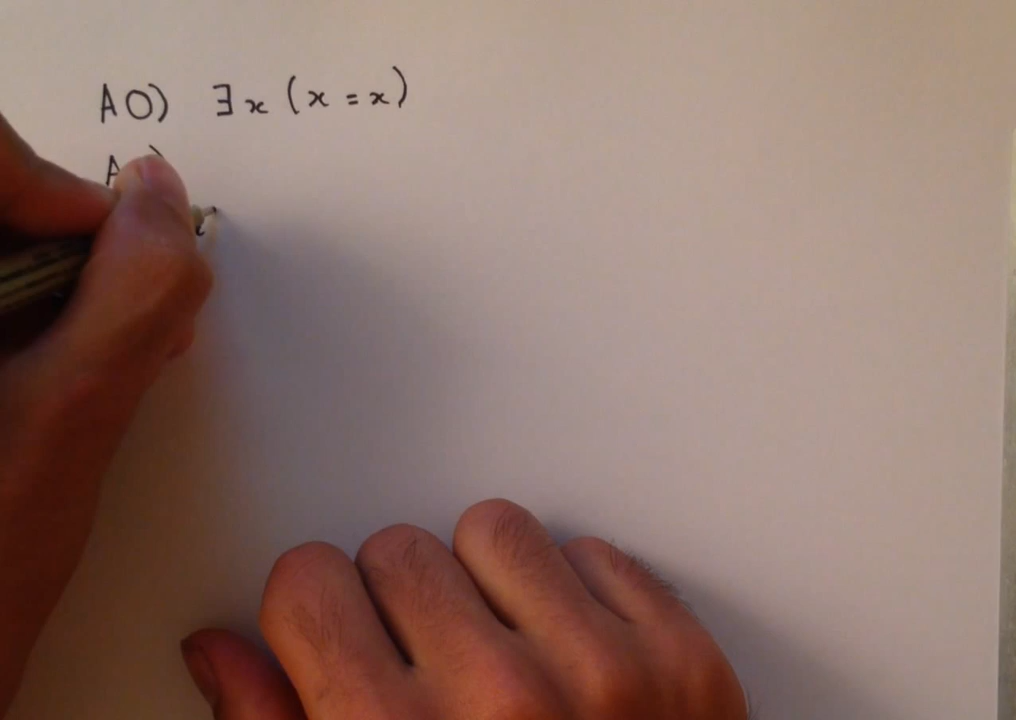 A0) ∃x (x = x)
A